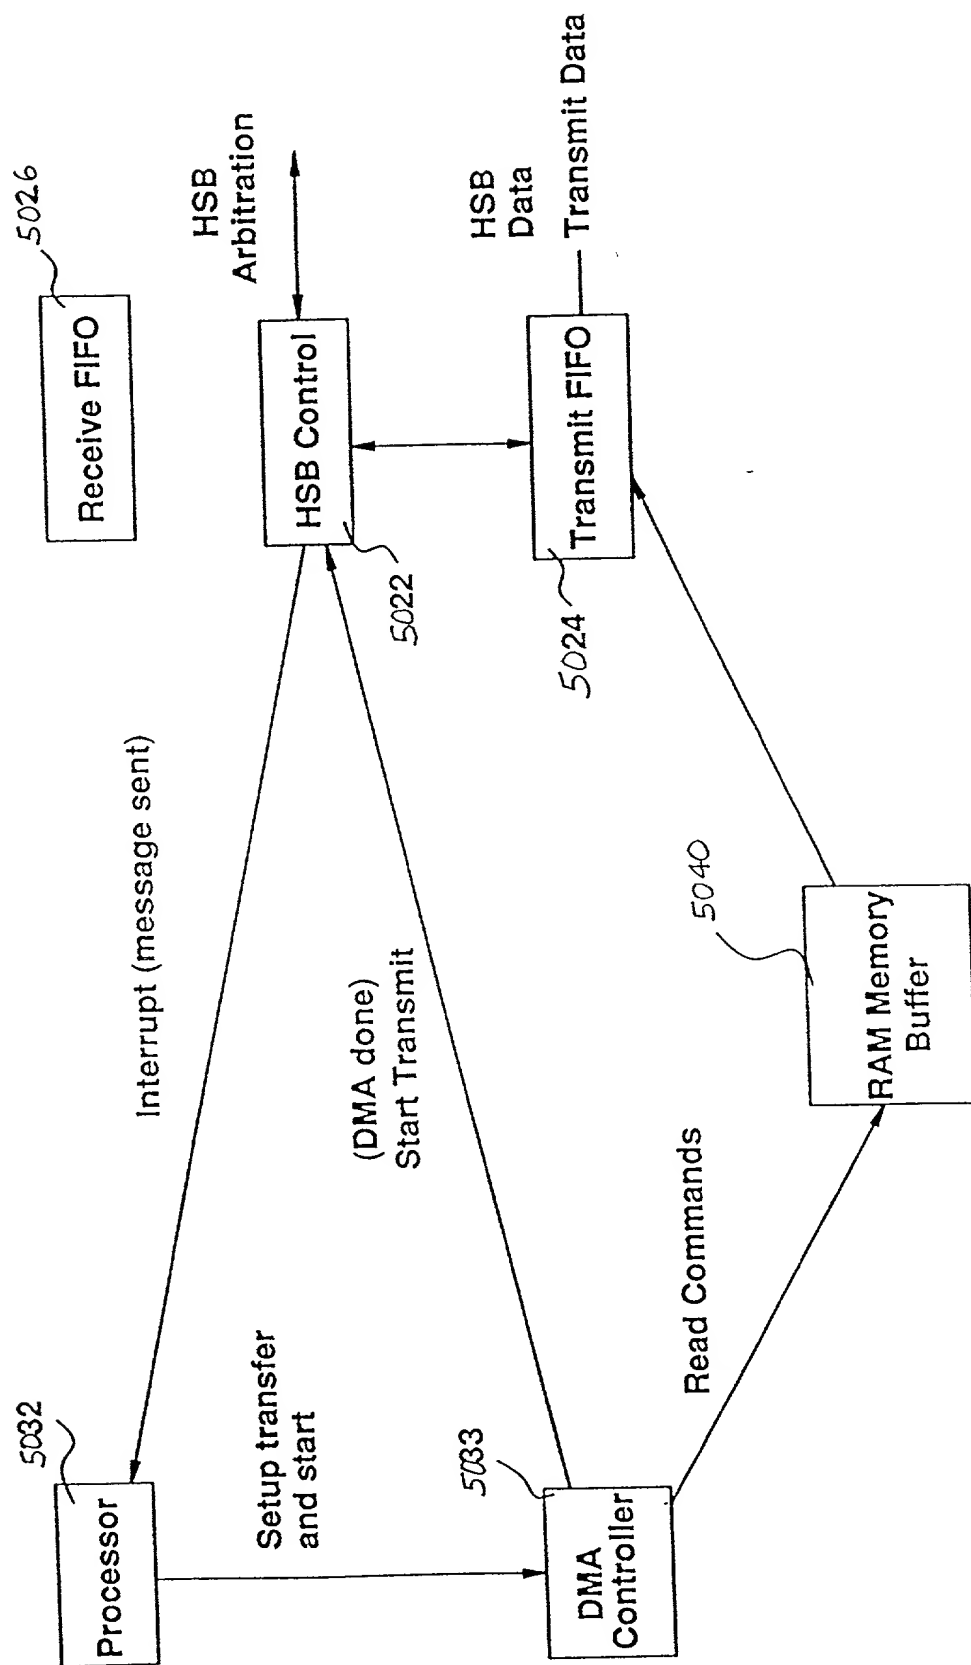 5032
Processor
Setup transfer
and start
5033
DMA
Controller
Interrupt (message sent)
(DMA done)
Start Transmit
Read Commands
5040
RAM Memory
Buffer
5026
Receive FIFO
HSB
Arbitration
HSB Control
5022
HSB
Data
Transmit Data
Transmit FIFO
5024